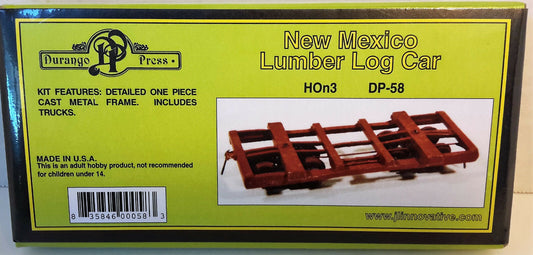 Durango Press
DP
New Mexico
Lumber Log Car
HOn3 DP-58
KIT FEATURES: DETAILED ONE PIECE
CAST METAL FRAME. INCLUDES
TRUCKS.
MADE IN U.S.A.
This is an adult hobby product, not recommended
for children under 14.
8 35846 00058 3
www.jlinnovative.com